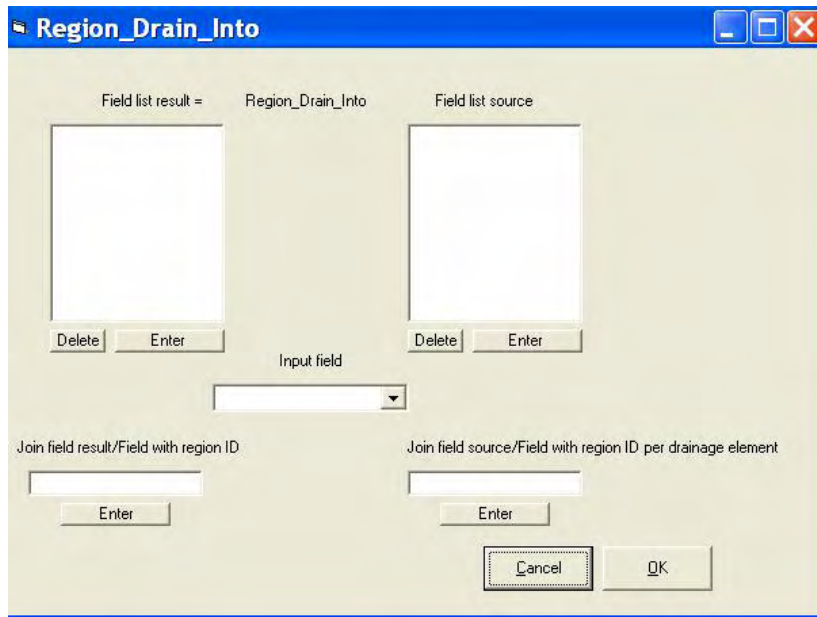 Region_Drain_Into
Field list result = Region_Drain_Into Field list source
Delete Enter Delete Enter
Input field
Join field result/Field with region ID Join field source/Field with region ID per drainage element
Enter Enter
Cancel OK